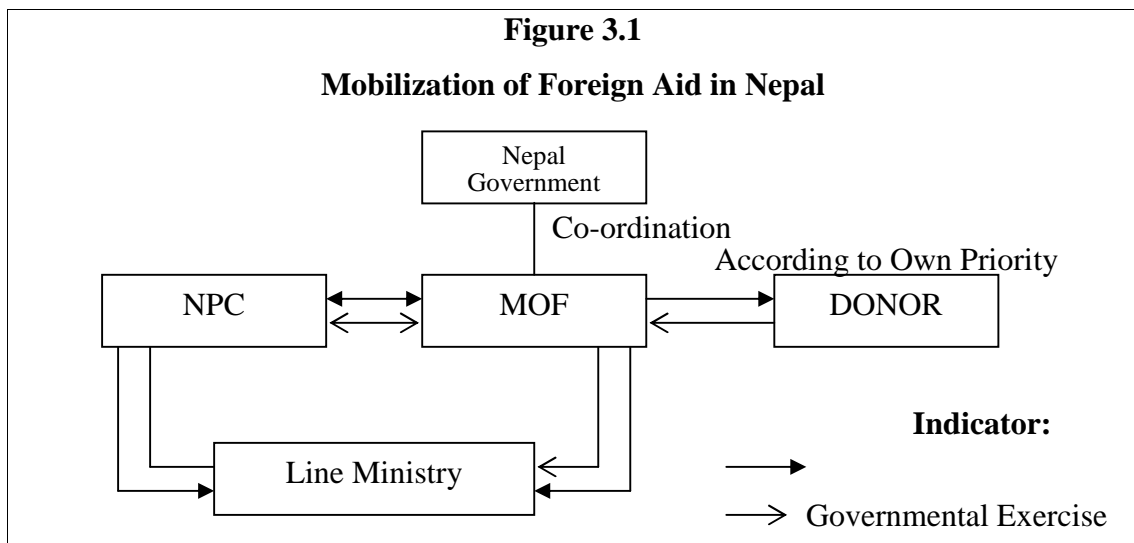 Figure 3.1
Mobilization of Foreign Aid in Nepal
Nepal
Government
Co-ordination
According to Own Priority
NPC
MOF
DONOR
Indicator:
Line Ministry
Governmental Exercise